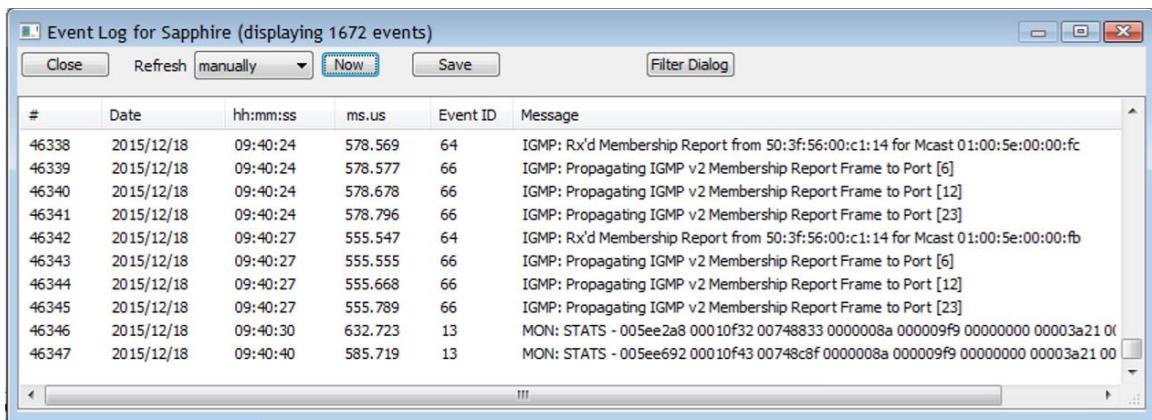 Event Log for Sapphire (displaying 1672 events)
Close Refresh manually Now Save Filter Dialog
# Date hh:mm:ss ms.us Event ID Message
46338 2015/12/18 09:40:24 578.569 64 IGMP: Rx'd Membership Report from 50:3f:56:00:c1:14 for Mcast 01:00:5e:00:00:fc
46339 2015/12/18 09:40:24 578.577 66 IGMP: Propagating IGMP v2 Membership Report Frame to Port [6]
46340 2015/12/18 09:40:24 578.678 66 IGMP: Propagating IGMP v2 Membership Report Frame to Port [12]
46341 2015/12/18 09:40:24 578.796 66 IGMP: Propagating IGMP v2 Membership Report Frame to Port [23]
46342 2015/12/18 09:40:27 555.547 64 IGMP: Rx'd Membership Report from 50:3f:56:00:c1:14 for Mcast 01:00:5e:00:00:fb
46343 2015/12/18 09:40:27 555.555 66 IGMP: Propagating IGMP v2 Membership Report Frame to Port [6]
46344 2015/12/18 09:40:27 555.668 66 IGMP: Propagating IGMP v2 Membership Report Frame to Port [12]
46345 2015/12/18 09:40:27 555.789 66 IGMP: Propagating IGMP v2 Membership Report Frame to Port [23]
46346 2015/12/18 09:40:30 632.723 13 MON: STATS - 005ee2a8 00010f32 00748833 0000008a 000009f9 00000000 00003a21
46347 2015/12/18 09:40:40 585.719 13 MON: STATS - 005ee692 00010f43 00748c8f 0000008a 000009f9 00000000 00003a21 00